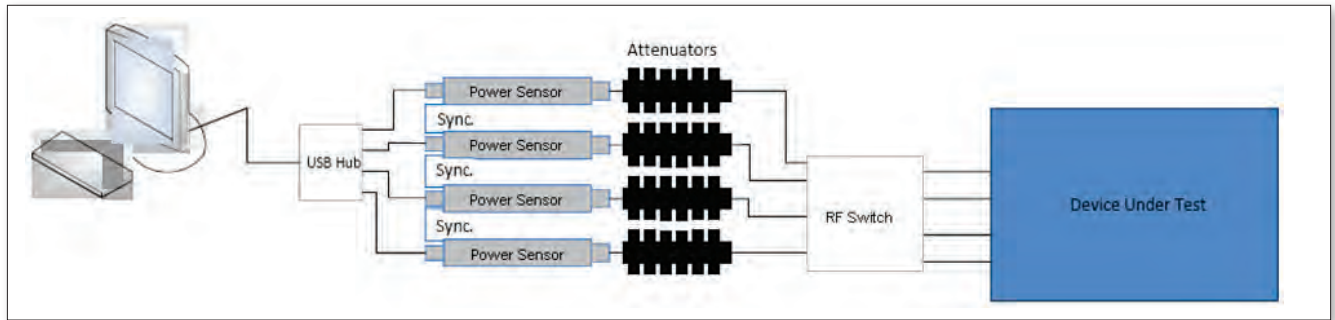 Attenuators
Power Sensor
Sync.
Power Sensor
USB Hub
Sync.
Power Sensor
Sync.
Power Sensor
RF Switch
Device Under Test